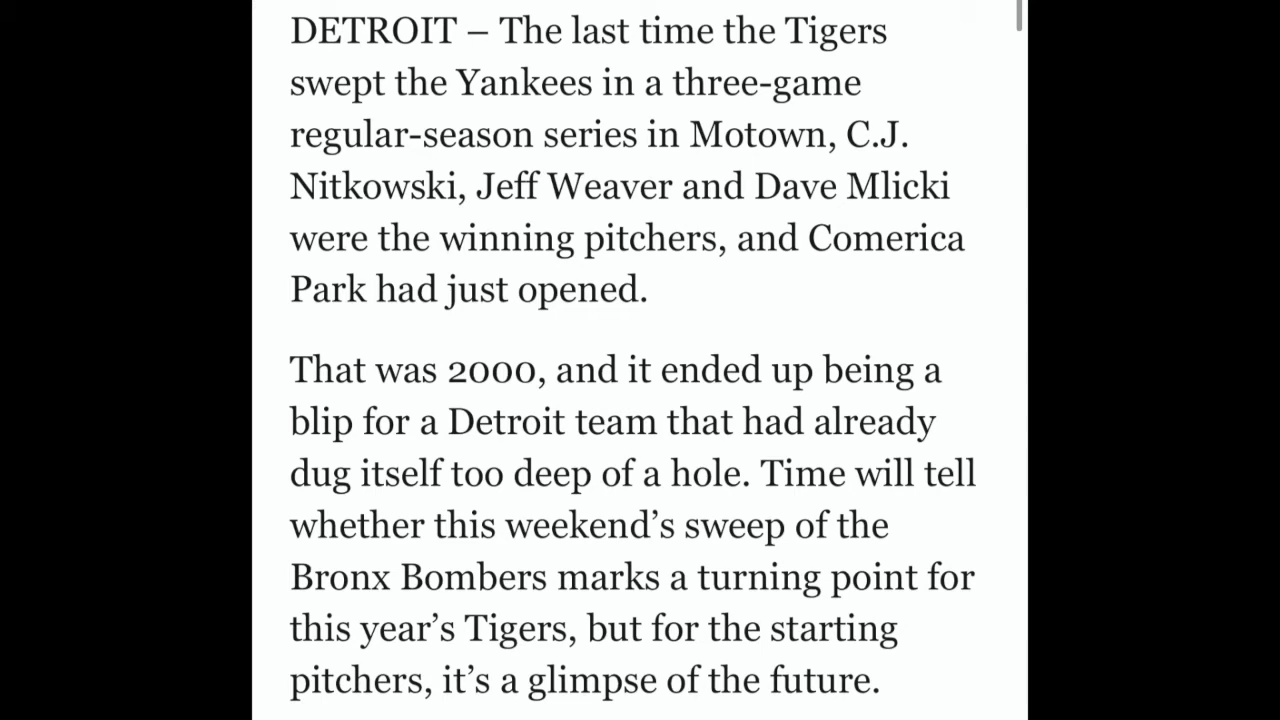 DETROIT – The last time the Tigers
swept the Yankees in a three-game
regular-season series in Motown, C.J.
Nitkowski, Jeff Weaver and Dave Mlicki
were the winning pitchers, and Comerica
Park had just opened.
That was 2000, and it ended up being a
blip for a Detroit team that had already
dug itself too deep of a hole. Time will tell
whether this weekend’s sweep of the
Bronx Bombers marks a turning point for
this year’s Tigers, but for the starting
pitchers, it’s a glimpse of the future.